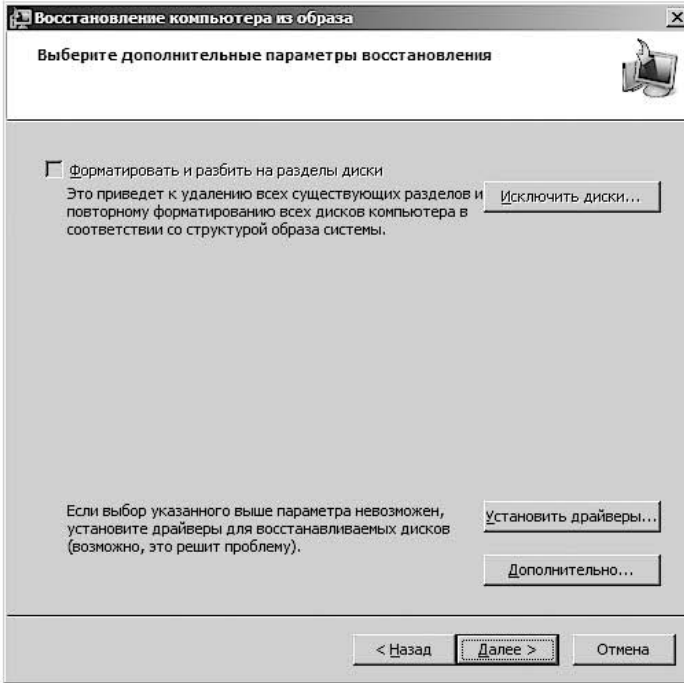 Восстановление компьютера из образа
Выберите дополнительные параметры восстановления
Форматировать и разбить на разделы диски
Это приведет к удалению всех существующих разделов и
повторному форматированию всех дисков компьютера в
соответствии со структурой образа системы.
Исключить диски...
Если выбор указанного выше параметра невозможен,
установите драйверы для восстанавливаемых дисков
(возможно, это решит проблему).
Установить драйверы...
Дополнительно...
< Назад
Далее >
Отмена